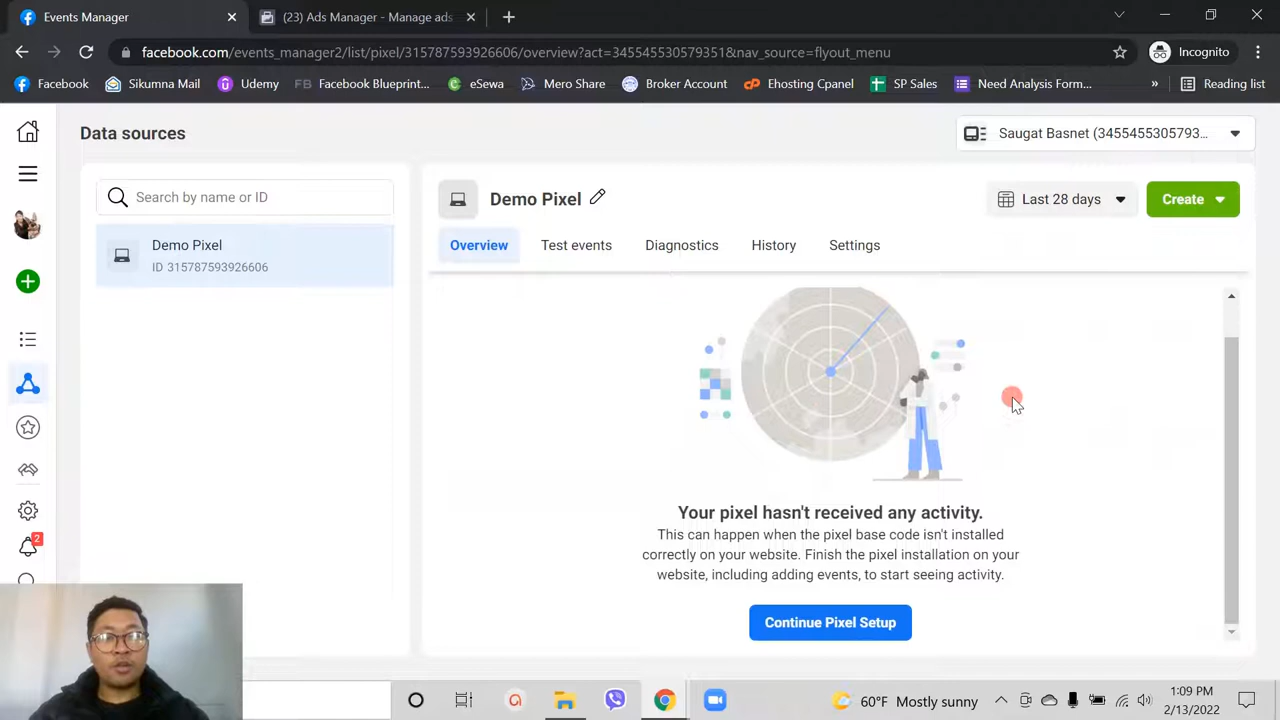 Events Manager
(23) Ads Manager - Manage ads
facebook.com/events_manager2/list/pixel/315787593926606/overview?act=345545530579351&nav_source=flyout_menu
Incognito
Facebook
Sikumna Mail
Udemy
FB Facebook Blueprint...
eSewa
Mero Share
Broker Account
Ehosting Cpanel
SP Sales
Need Analysis Form...
»
Reading list
Data sources
Saugat Basnet (3455455305793...
Search by name or ID
Demo Pixel
ID 315787593926606
Demo Pixel
Last 28 days
Create
Overview
Test events
Diagnostics
History
Settings
Your pixel hasn't received any activity.
This can happen when the pixel base code isn't installed
correctly on your website. Finish the pixel installation on your
website, including adding events, to start seeing activity.
Continue Pixel Setup
2
60°F Mostly sunny
1:09 PM
2/13/2022